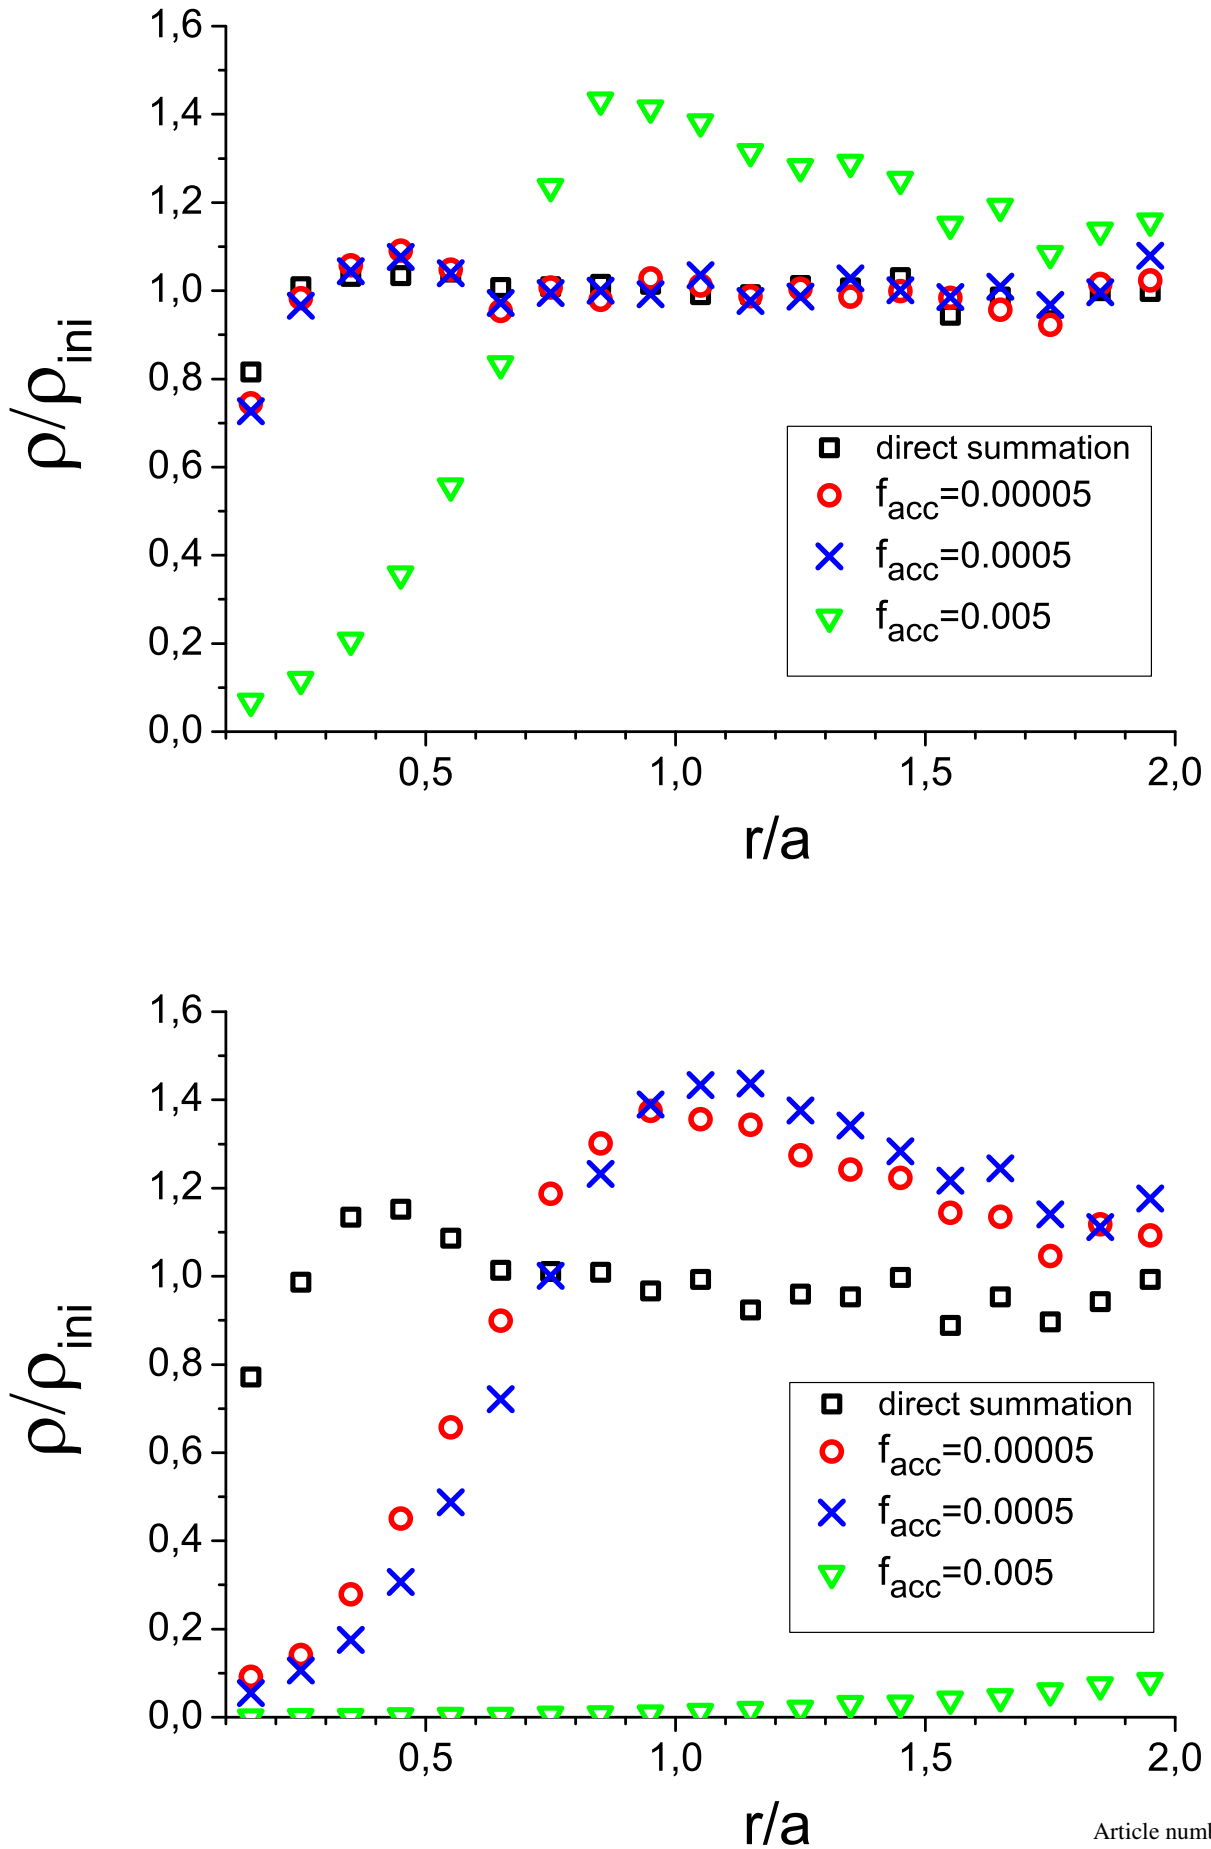 1,6
1,4
1,2
1,0
0,8
0,6
0,4
0,2
0,0
ρ/ρini
direct summation
facc=0.00005
facc=0.0005
facc=0.005
0,5 1,0 1,5 2,0
r/a
1,6
1,4
1,2
1,0
0,8
0,6
0,4
0,2
0,0
ρ/ρini
direct summation
facc=0.00005
facc=0.0005
facc=0.005
0,5 1,0 1,5 2,0
r/a
Article